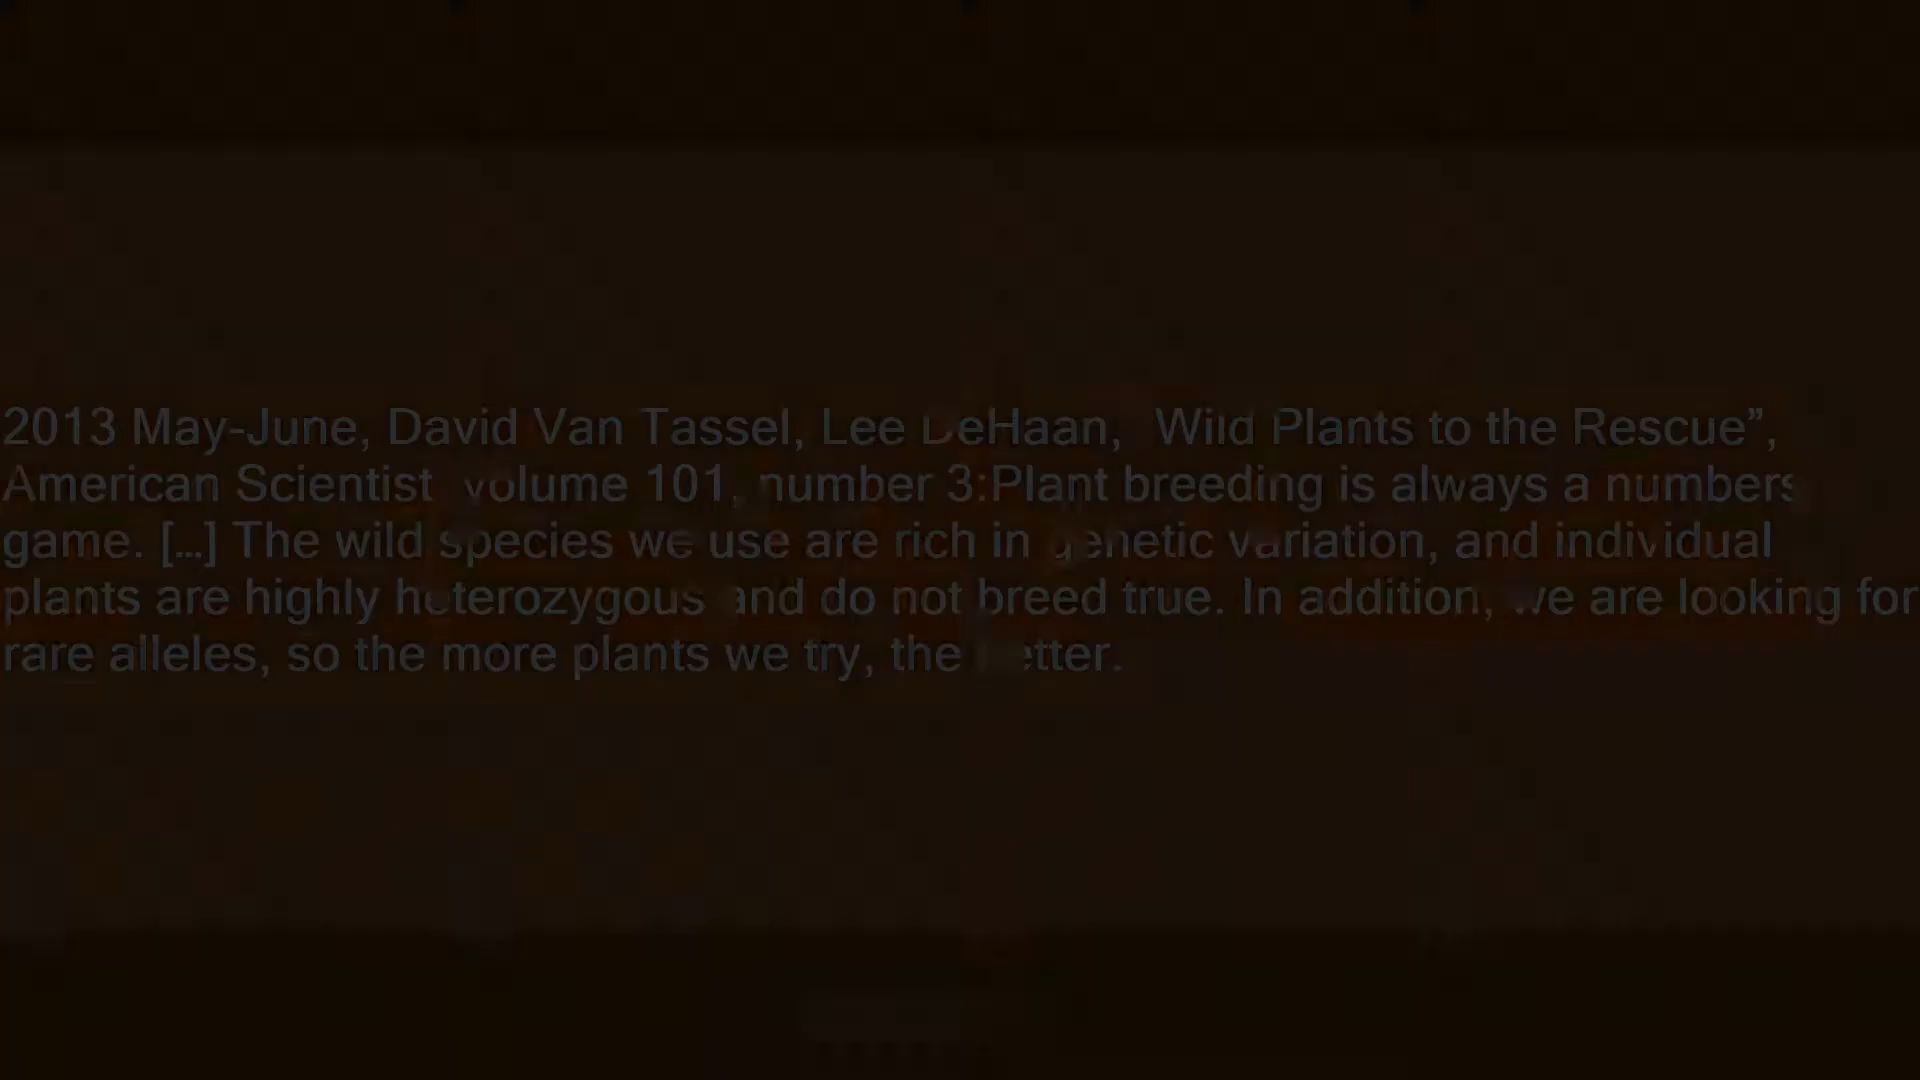 2013 May-June, David Van Tassel, Lee DeHaan, Wild Plants to the Rescue”,
American Scientist volume 101, number 3:Plant breeding is always a numbers
game. […] The wild species we use are rich in genetic variation, and individual
plants are highly heterozygous and do not breed true. In addition, we are looking for
rare alleles, so the more plants we try, the better.